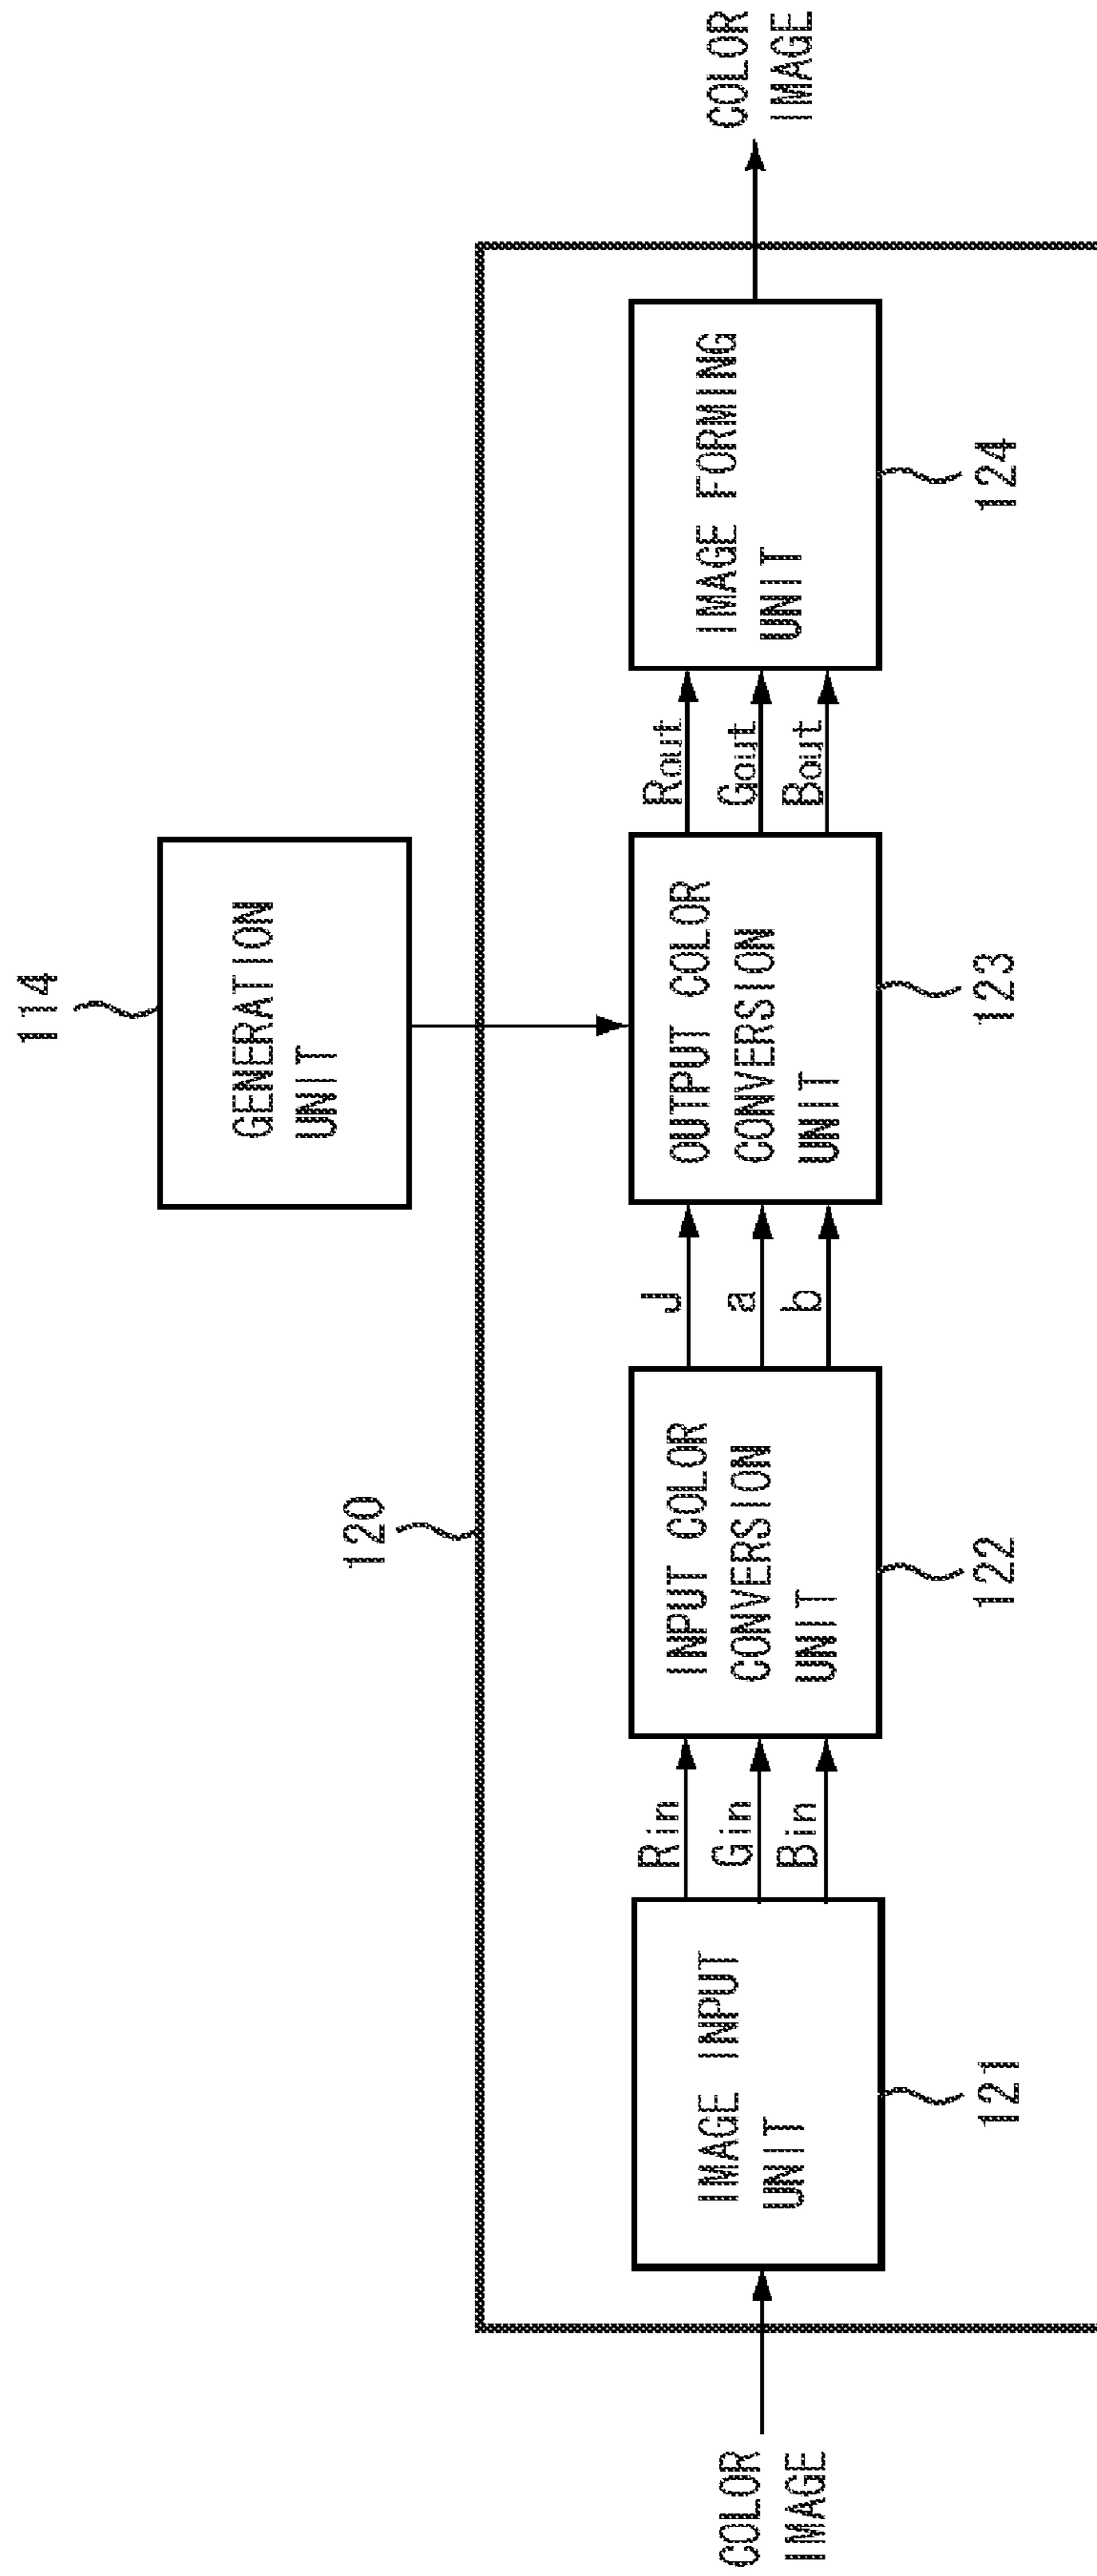 114
GENERATION
UNIT
120
COLOR
IMAGE
IMAGE INPUT
UNIT
121
Rin
Gin
Bin
INPUT COLOR
CONVERSION
UNIT
122
J
a
b
OUTPUT COLOR
CONVERSION
UNIT
123
Rout
Gout
Bout
IMAGE FORMING
UNIT
124
COLOR
IMAGE